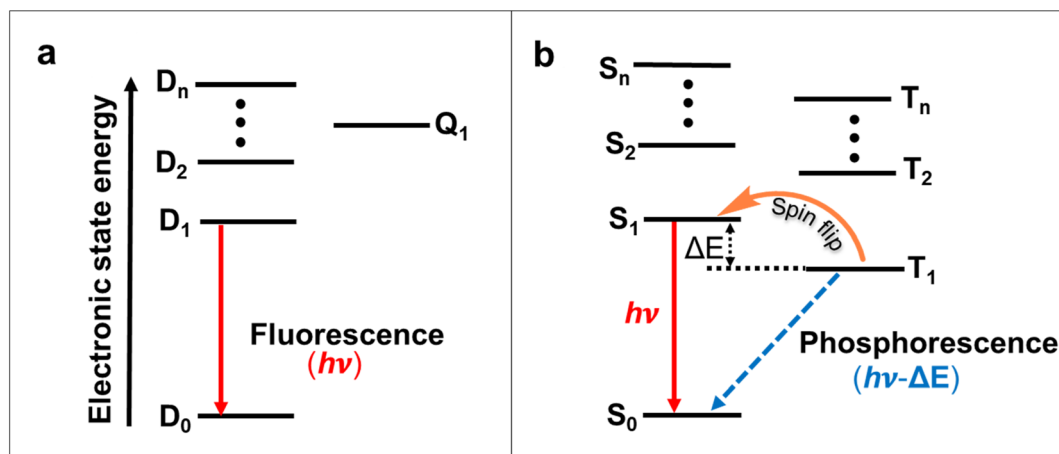 a
Electronic state energy
Dₙ
Q₁
D₂
D₁
Fluorescence
(hν)
D₀
b
Sₙ
Tₙ
S₂
T₂
Spin flip
S₁
ΔE
T₁
hν
Phosphorescence
(hν-ΔE)
S₀